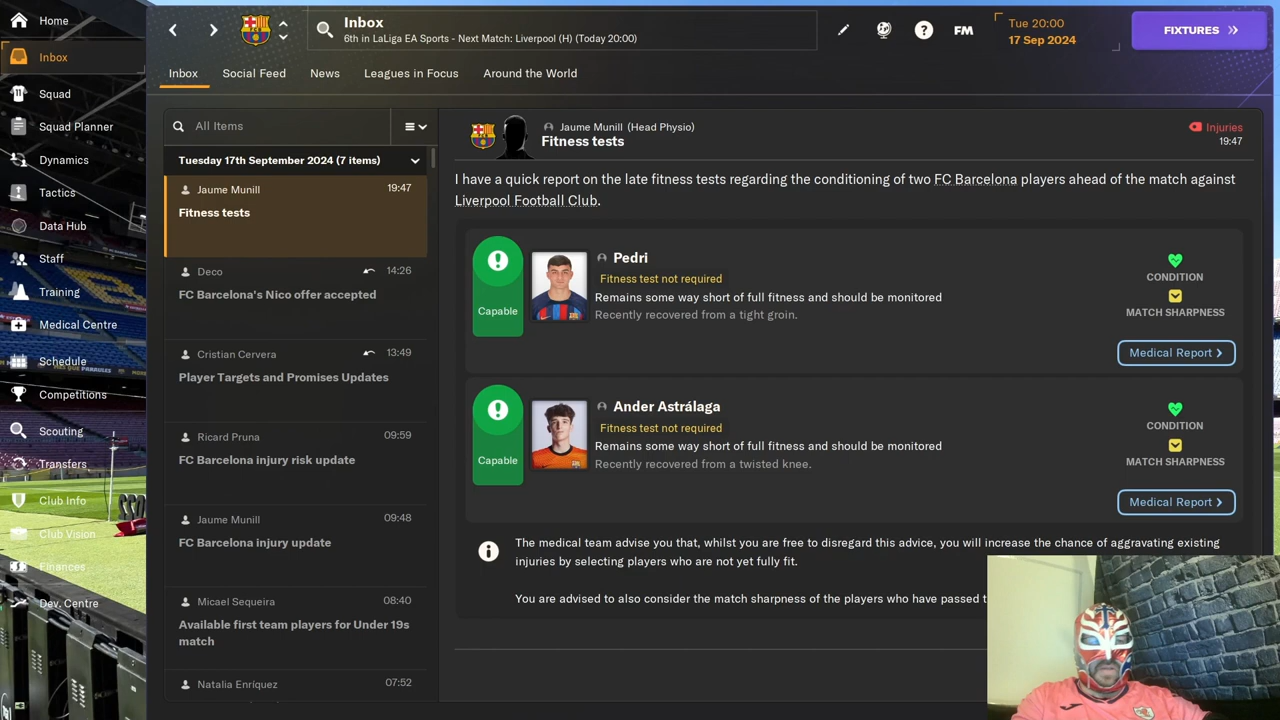 Home
Inbox
Squad
Squad Planner
Dynamics
Tactics
Data Hub
Staff
Training
Medical Centre
Schedule
Competitions
Scouting
Transfers
Club Info
Club Vision
Finances
Dev. Centre
Inbox
6th in LaLiga EA Sports - Next Match: Liverpool (H) (Today 20:00)
FM
Tue 20:00
17 Sep 2024
FIXTURES
Inbox
Social Feed
News
Leagues in Focus
Around the World
All Items
Tuesday 17th September 2024 (7 items)
Jaume Munill 19:47
Fitness tests
Deco 14:26
FC Barcelona's Nico offer accepted
Cristian Cervera 13:49
Player Targets and Promises Updates
Ricard Pruna 09:59
FC Barcelona injury risk update
Jaume Munill 09:48
FC Barcelona injury update
Micael Sequeira 08:40
Available first team players for Under 19s
match
Natalia Enríquez 07:52
Jaume Munill (Head Physio)
Fitness tests
Injuries
19:47
I have a quick report on the late fitness tests regarding the conditioning of two FC Barcelona players ahead of the match against
Liverpool Football Club.
Capable
Pedri
Fitness test not required
Remains some way short of full fitness and should be monitored
Recently recovered from a tight groin.
CONDITION
MATCH SHARPNESS
Medical Report
Capable
Ander Astrálaga
Fitness test not required
Remains some way short of full fitness and should be monitored
Recently recovered from a twisted knee.
CONDITION
MATCH SHARPNESS
Medical Report
The medical team advise you that, whilst you are free to disregard this advice, you will increase the chance of aggravating existing
injuries by selecting players who are not yet fully fit.
You are advised to also consider the match sharpness of the players who have passed